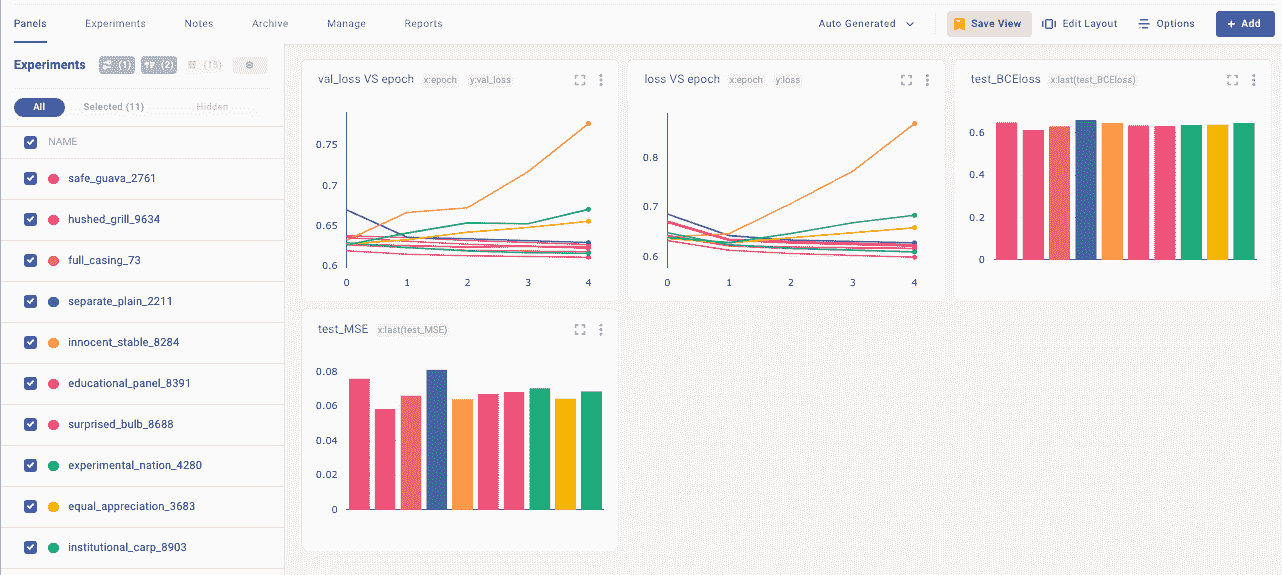 Panels Experiments Notes Archive Manage Reports Auto Generated Save View Edit Layout Options + Add
Experiments (1) (2) (15)
All Selected (11) Hidden
NAME
safe_guava_2761
hushed_grill_9634
full_casing_73
separate_plain_2211
innocent_stable_8284
educational_panel_8391
surprised_bulb_8688
experimental_nation_4280
equal_appreciation_3683
institutional_carp_8903
val_loss VS epoch x:epoch y:val_loss
0.75
0.7
0.65
0.6
0 1 2 3 4
loss VS epoch x:epoch y:loss
0.8
0.7
0.6
0 1 2 3 4
test_BCEloss x:last(test_BCEloss)
0.6
0.4
0.2
0
test_MSE x:last(test_MSE)
0.08
0.06
0.04
0.02
0